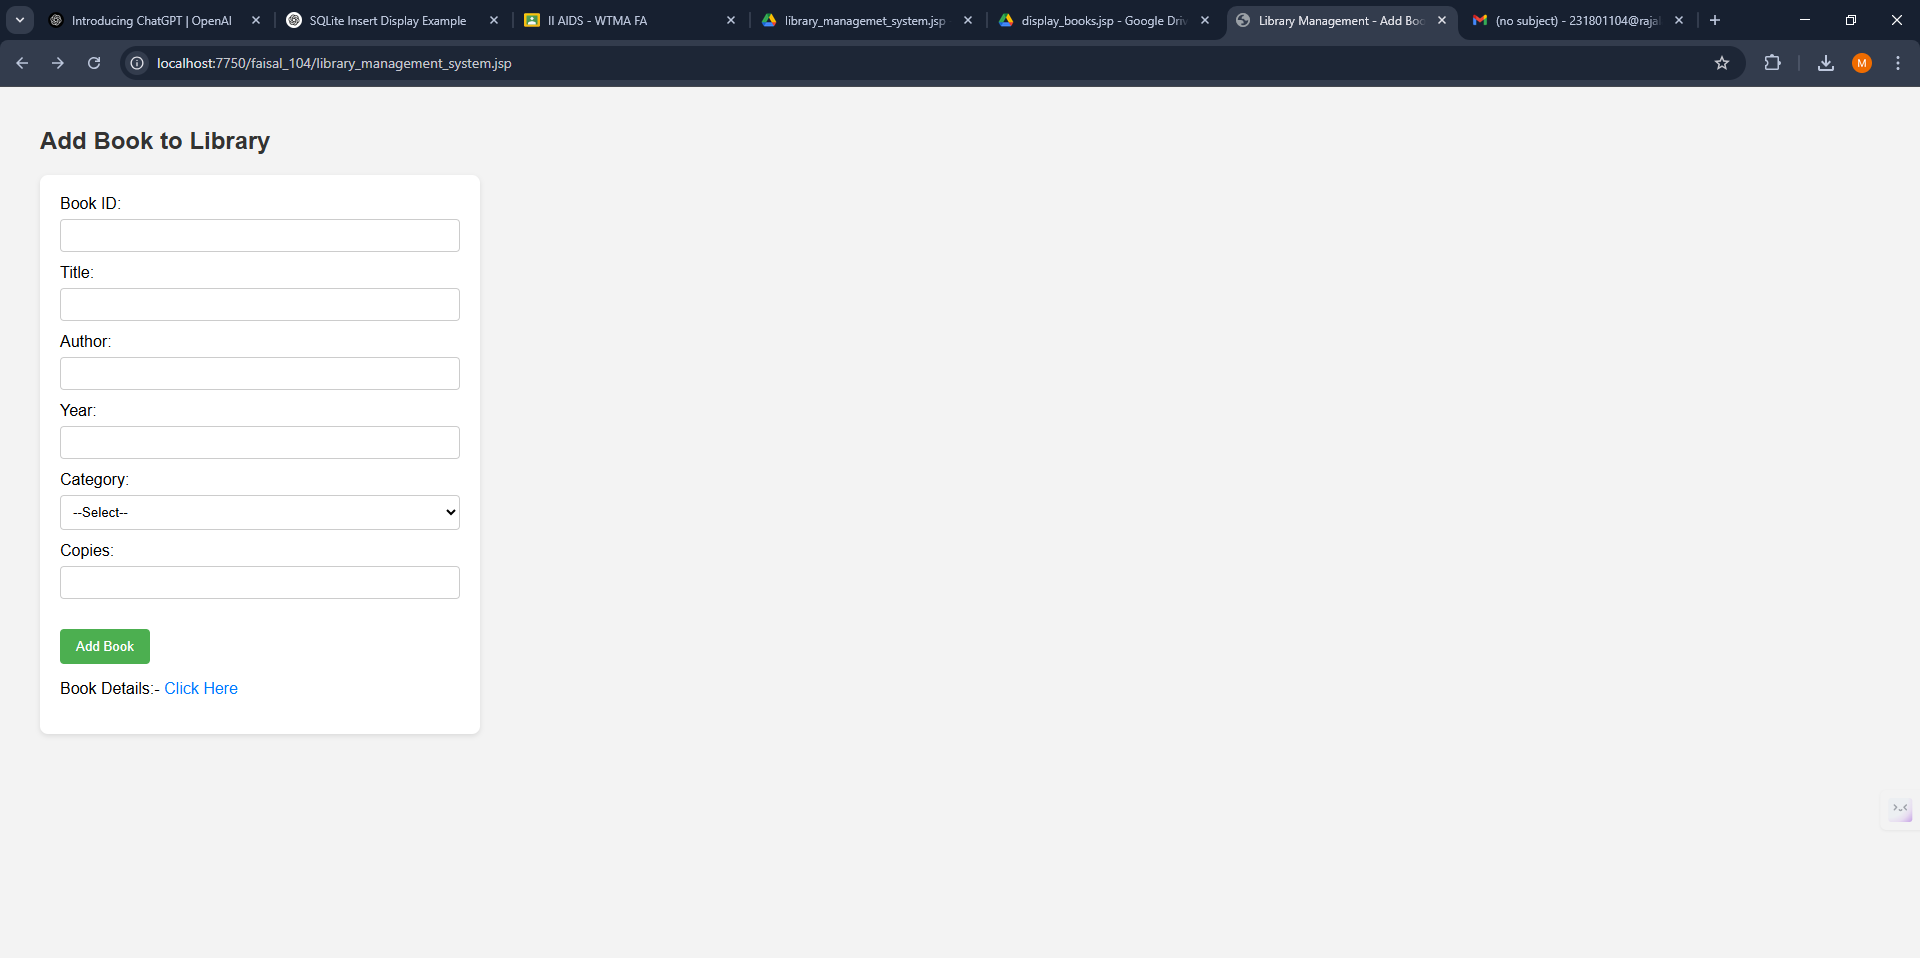 Introducing ChatGPT | OpenAI
SQLite Insert Display Example
II AIDS - WTMA FA
library_managemet_system.jsp
display_books.jsp - Google Driv
Library Management - Add Boo
(no subject) - 231801104@raja
localhost:7750/faisal_104/library_management_system.jsp
M
Add Book to Library
Book ID:
Title:
Author:
Year:
Category:
--Select--
Copies:
Add Book
Book Details:- Click Here